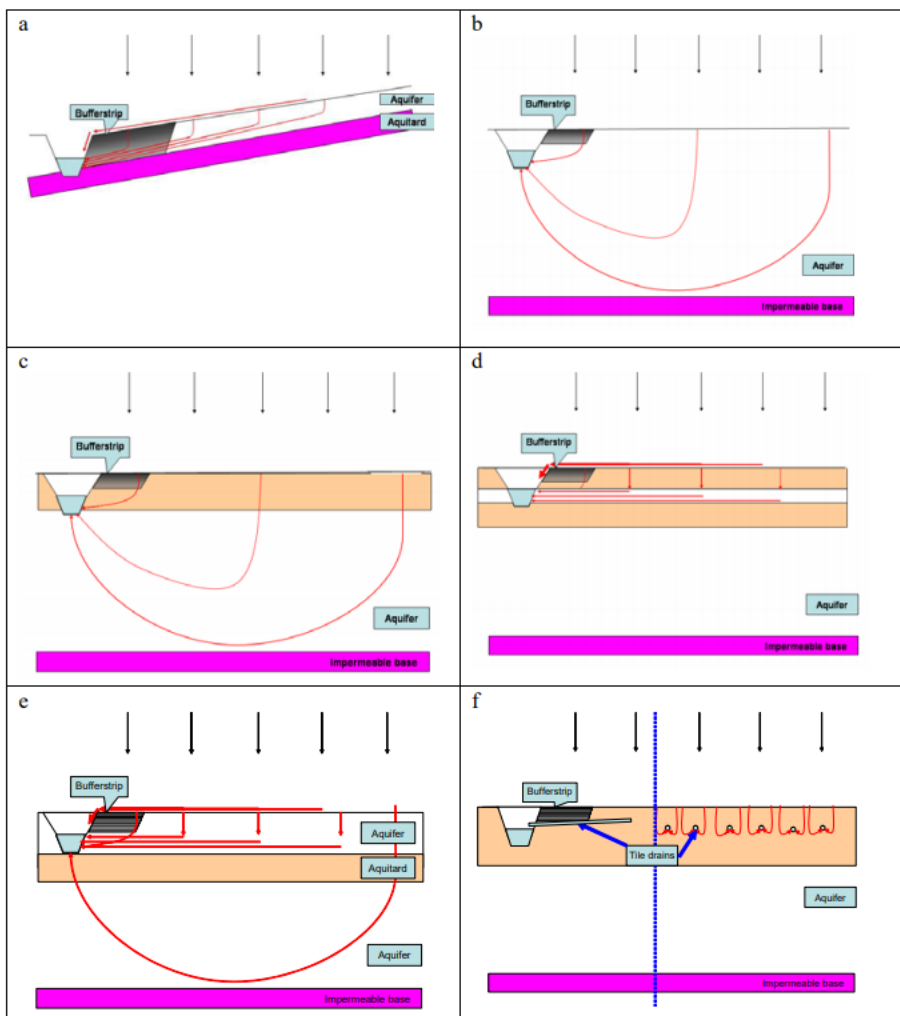 a
Bufferstrip
Aquifer
Aquitard
b
Bufferstrip
Aquifer
Impermeable base
c
Bufferstrip
Aquifer
Impermeable base
d
Bufferstrip
Aquifer
Impermeable base
e
Bufferstrip
Aquifer
Aquitard
Aquifer
Impermeable base
f
Bufferstrip
Tile drains
Aquifer
Impermeable base